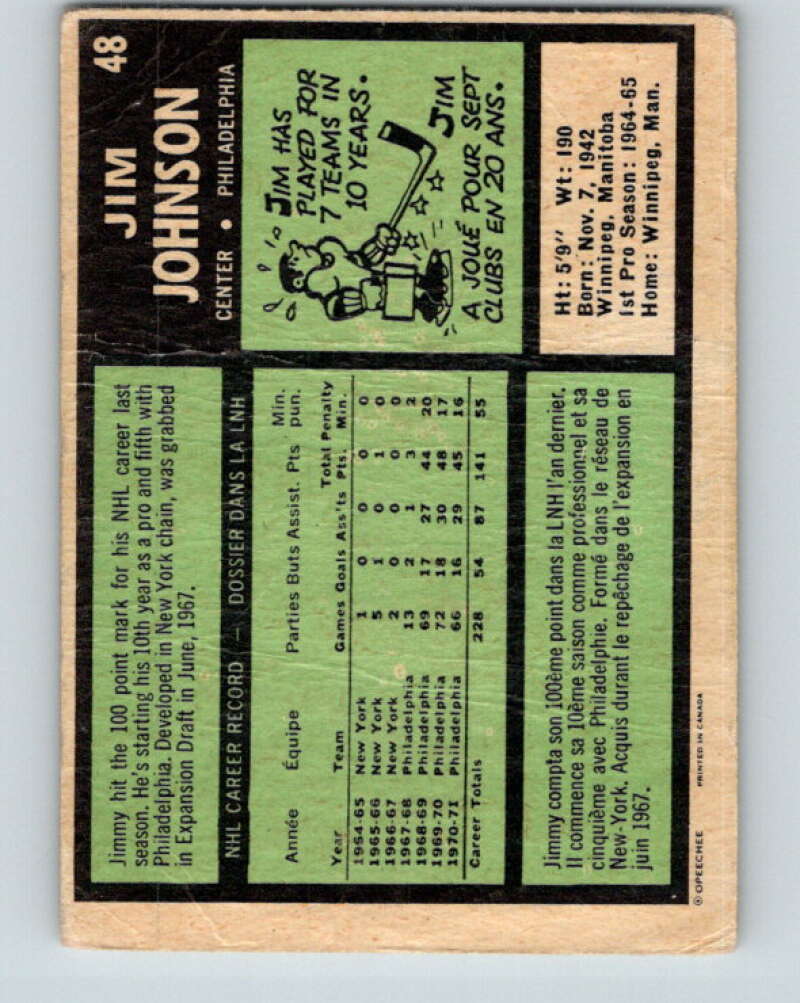 48
JIM
JOHNSON
CENTER • PHILADELPHIA
Jimmy hit the 100 point mark for his NHL career last
season. He's starting his 10th year as a pro and fifth with
Philadelphia. Developed in New York chain, was grabbed
in Expansion Draft in June, 1967.
JIM HAS
PLAYED FOR
7 TEAMS IN
10 YEARS.
JIM
A JOUÉ POUR SEPT
CLUBS EN 20 ANS.
Ht: 5'9" Wt: 190
Born: Nov. 7, 1942
Winnipeg, Manitoba
1st Pro Season: 1964-65
Home: Winnipeg, Man.
NHL CAREER RECORD — DOSSIER DANS LA LNH
Année Équipe Parties Buts Assist. Pts Min. pun.
Year Team Games Goals Ass'ts Total Pts. Penalty Min.
1964-65 New York 1 0 0 0 0
1965-66 New York 5 1 0 1 0
1966-67 New York 2 0 0 0 0
1967-68 Philadelphia 13 2 1 3 2
1968-69 Philadelphia 69 17 27 44 20
1969-70 Philadelphia 72 18 30 48 17
1970-71 Philadelphia 66 16 29 45 16
Career Totals 228 54 87 141 55
Jimmy compta son 100ème point dans la LNH l'an dernier.
Il commence sa 10ème saison comme professionnel et sa
cinquième avec Philadelphie. Formé dans le réseau de
New-York. Acquis durant le repêchage de l'expansion en
juin 1967.
© OPEECHEE PRINTED IN CANADA